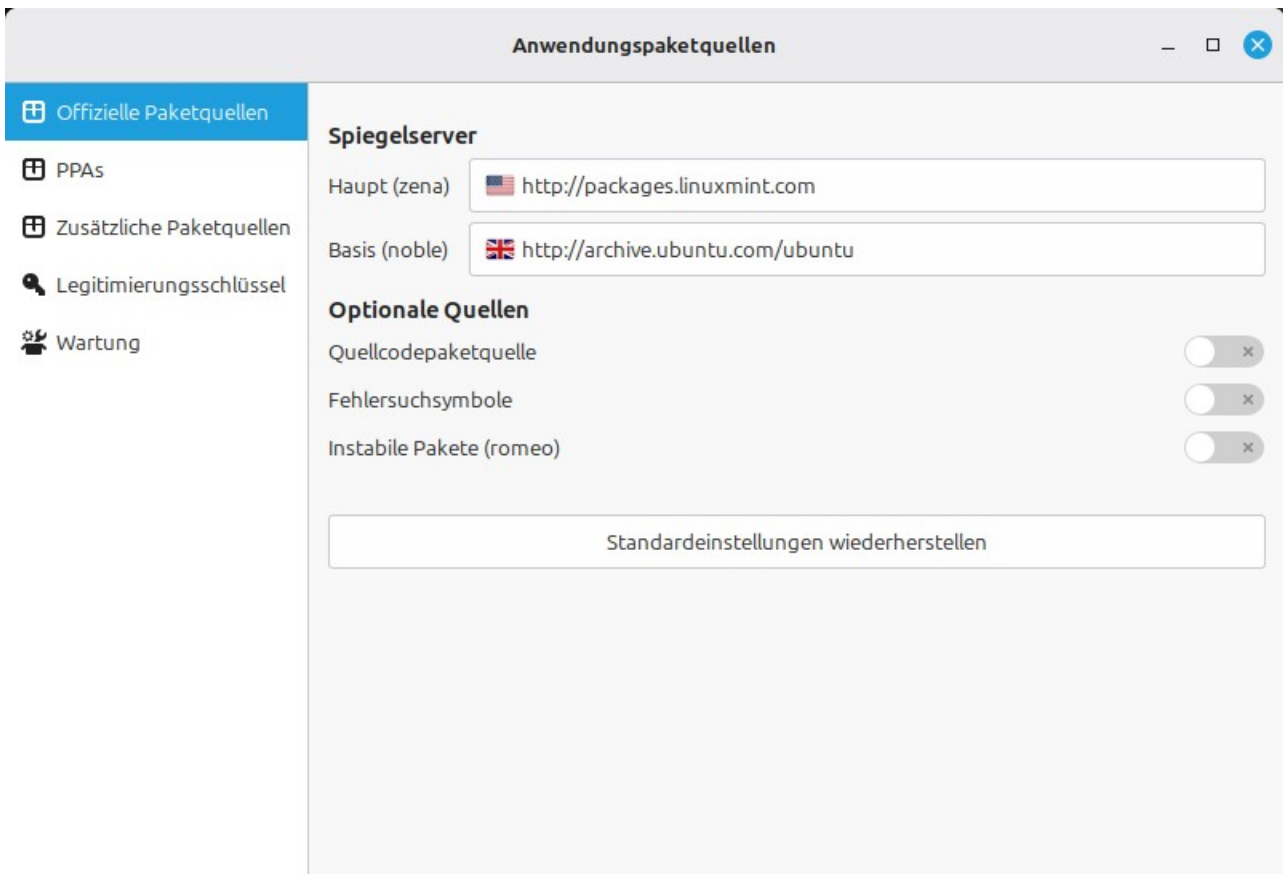 Anwendungspaketquellen
Offizielle Paketquellen
PPAs
Zusätzliche Paketquellen
Legitimierungsschlüssel
Wartung
Spiegelserver
Haupt (zena) http://packages.linuxmint.com
Basis (noble) http://archive.ubuntu.com/ubuntu
Optionale Quellen
Quellcodepaketquelle
Fehlersuchsymbole
Instabile Pakete (romeo)
Standardeinstellungen wiederherstellen